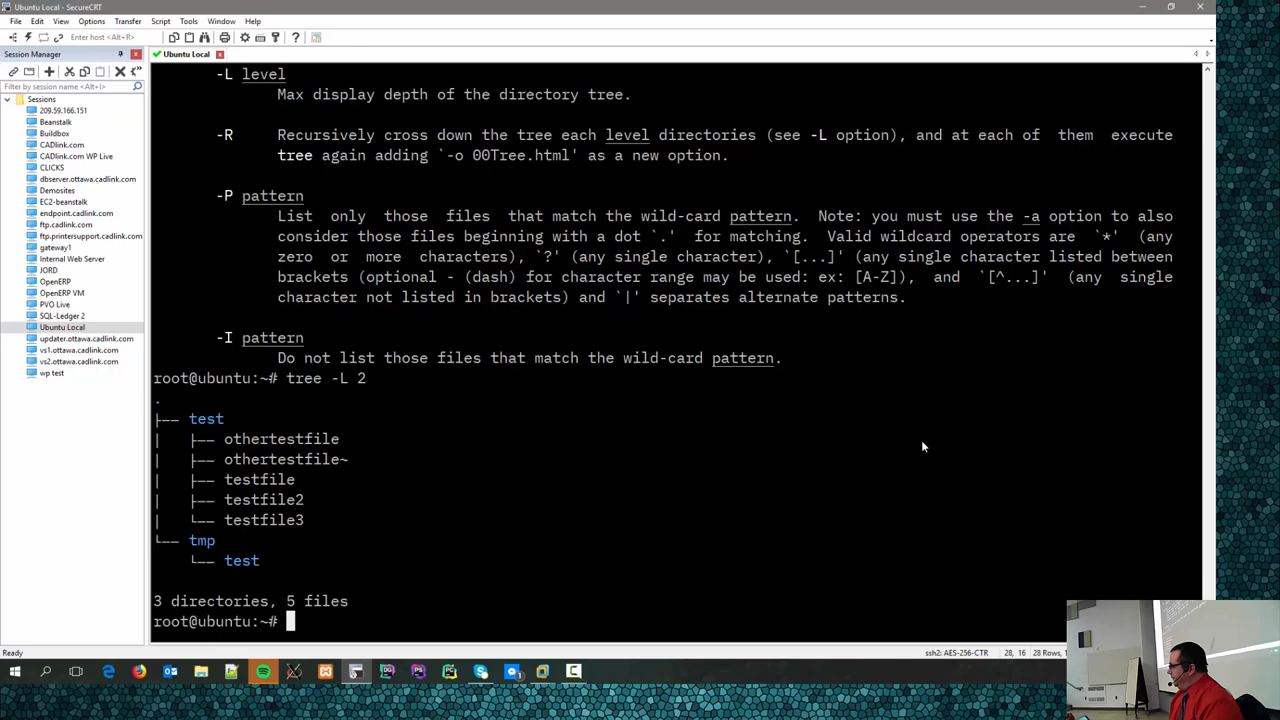 Ubuntu Local - SecureCRT
File Edit View Options Transfer Script Tools Window Help
Enter host <Alt+R>
Session Manager
Ubuntu Local
Filter by session name <Alt+I>
Sessions
209.59.166.151
Beanstalk
Buildbox
CADlink.com
CADlink.com WP Live
CLICKS
dbserver.ottawa.cadlink.com
Demosites
EC2-beanstalk
endpoint.cadlink.com
ftp.cadlink.com
ftp.printersupport.cadlink.com
gateway1
Internal Web Server
JORD
OpenERP
OpenERP VM
PVO Live
SQL-Ledger 2
Ubuntu Local
updater.ottawa.cadlink.com
vs1.ottawa.cadlink.com
vs2.ottawa.cadlink.com
wp test
-L level
Max display depth of the directory tree.
-R Recursively cross down the tree each level directories (see -L option), and at each of them execute
tree again adding `-o 00Tree.html' as a new option.
-P pattern
List only those files that match the wild-card pattern. Note: you must use the -a option to also
consider those files beginning with a dot `.' for matching. Valid wildcard operators are `*' (any
zero or more characters), `?' (any single character), `[...]' (any single character listed between
brackets (optional - (dash) for character range may be used: ex: [A-Z]), and `[^...]' (any single
character not listed in brackets) and `|' separates alternate patterns.
-I pattern
Do not list those files that match the wild-card pattern.
root@ubuntu:~# tree -L 2
.
├── test
│   ├── othertestfile
│   ├── othertestfile~
│   ├── testfile
│   ├── testfile2
│   └── testfile3
└── tmp
    └── test
3 directories, 5 files
root@ubuntu:~#
Ready
ssh2: AES-256-CTR 28, 16 28 Rows,